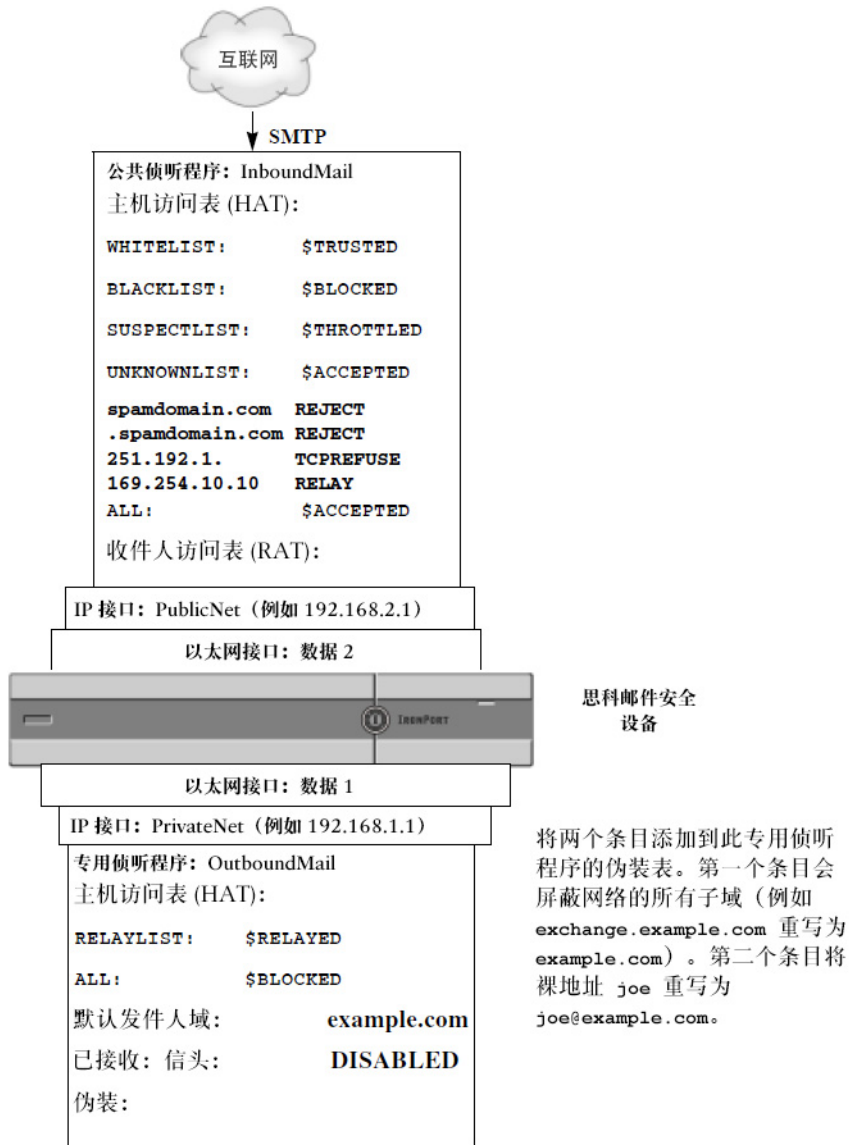 互联网
SMTP
公共侦听程序：InboundMail
主机访问表 (HAT)：
WHITELIST: $TRUSTED
BLACKLIST: $BLOCKED
SUSPECTLIST: $THROTTLED
UNKNOWNLIST: $ACCEPTED
spamdomain.com REJECT
.spamdomain.com REJECT
251.192.1. TCPREFUSE
169.254.10.10 RELAY
ALL: $ACCEPTED
收件人访问表 (RAT)：
IP 接口：PublicNet（例如 192.168.2.1）
以太网接口：数据 2
IRONPORT
思科邮件安全
设备
以太网接口：数据 1
IP 接口：PrivateNet（例如 192.168.1.1）
专用侦听程序：OutboundMail
主机访问表 (HAT)：
RELAYLIST: $RELAYED
ALL: $BLOCKED
默认发件人域： example.com
已接收：信头： DISABLED
伪装：
将两个条目添加到此专用侦听
程序的伪装表。第一个条目会
屏蔽网络的所有子域（例如
exchange.example.com 重写为
example.com）。第二个条目将
裸地址 joe 重写为
joe@example.com。